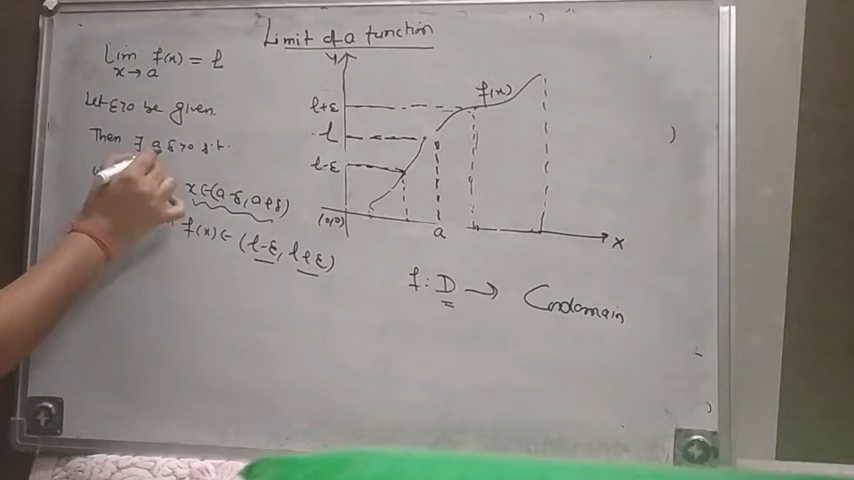 Limit of a function
Lim f(x) = l
x→a
Let ε>0 be given.
Then ∃ a δ>0 s.t.
x∈(a-δ, a+δ)
f(x)∈ (l-ε, l+ε)
y
l+ε
l
l-ε
(0,0)
a
x
f(x)
f: D → Codomain